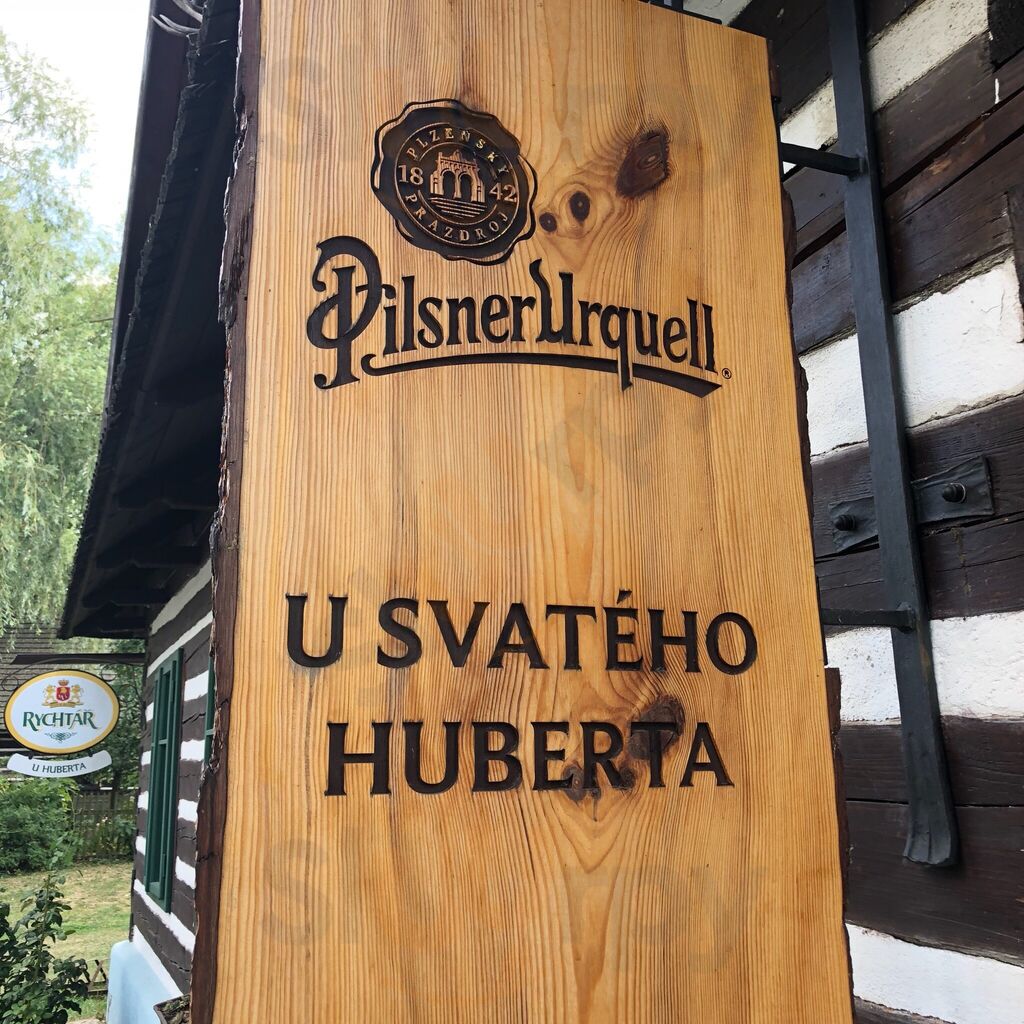 PLZEŇSKÝ
18 42
PRAZDROJ
Pilsner Urquell®
U SVATÉHO
HUBERTA
RYCHTÁŘ
U HUBERTA